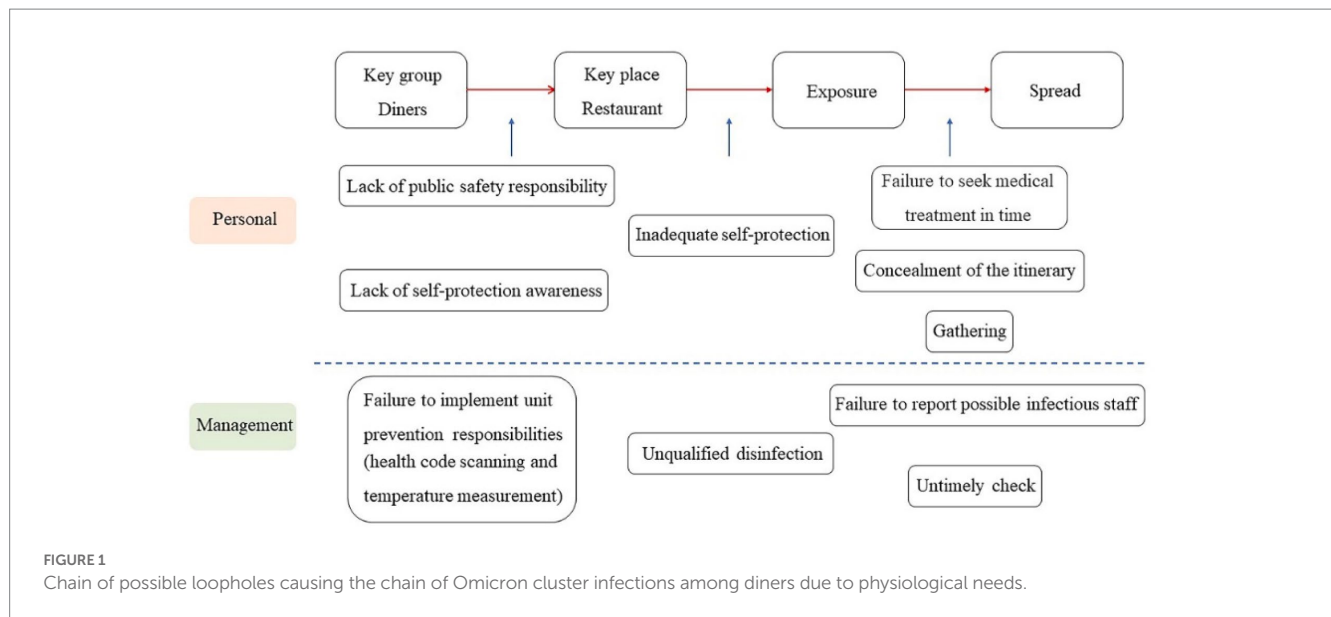 Key group
Diners
Key place
Restaurant
Exposure
Spread
Personal
Lack of public safety responsibility
Lack of self-protection awareness
Inadequate self-protection
Failure to seek medical
treatment in time
Concealment of the itinerary
Gathering
Management
Failure to implement unit
prevention responsibilities
(health code scanning and
temperature measurement)
Unqualified disinfection
Failure to report possible infectious staff
Untimely check
FIGURE 1
Chain of possible loopholes causing the chain of Omicron cluster infections among diners due to physiological needs.